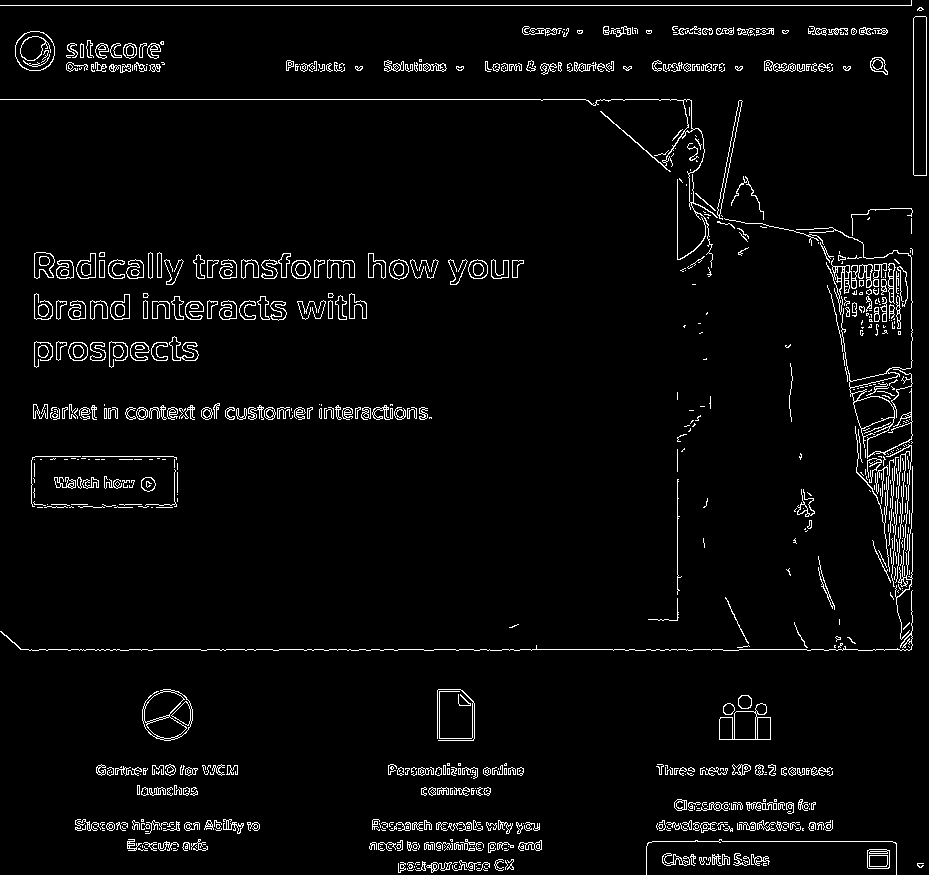 Company English Services and support Request a demo
sitecore
Own the experience
Products Solutions Learn & get started Customers Resources
Radically transform how your
brand interacts with
prospects
Market in context of customer interactions.
Watch how
Gartner MQ for WCM
launches
Sitecore highest on Ability to
Execute axis
Personalizing online
commerce
Research reveals why you
need to maximize pre- and
post-purchase CX
Three new XP 8.2 courses
Classroom training for
developers, marketers, and
Chat with Sales